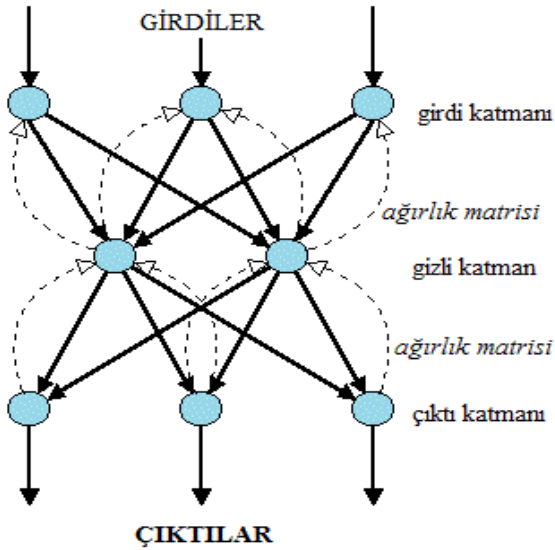 GİRDİLER
girdi katmanı
ağırlık matrisi
gizli katman
ağırlık matrisi
çıktı katmanı
ÇIKTILAR